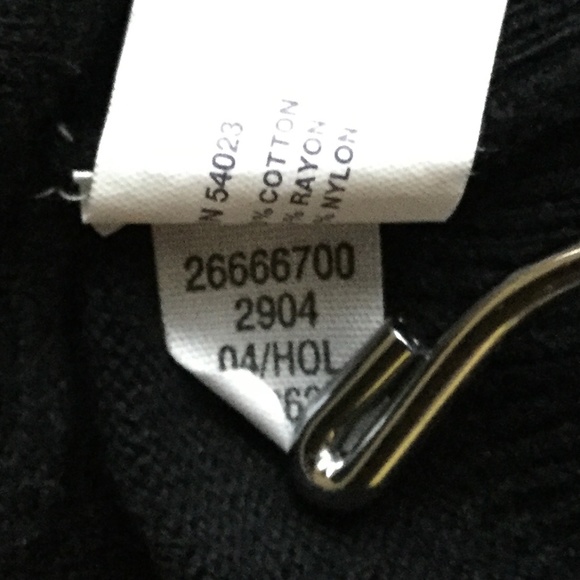 N 54023
% COTTON
% RAYON
% NYLON
26666700
2904
04/HOL